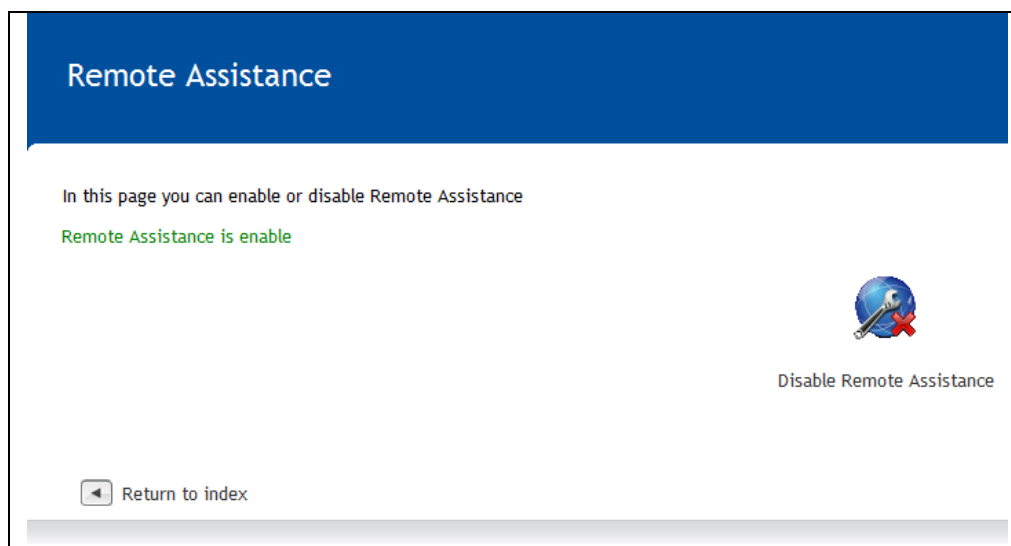 Remote Assistance
In this page you can enable or disable Remote Assistance
Remote Assistance is enable
Disable Remote Assistance
Return to index